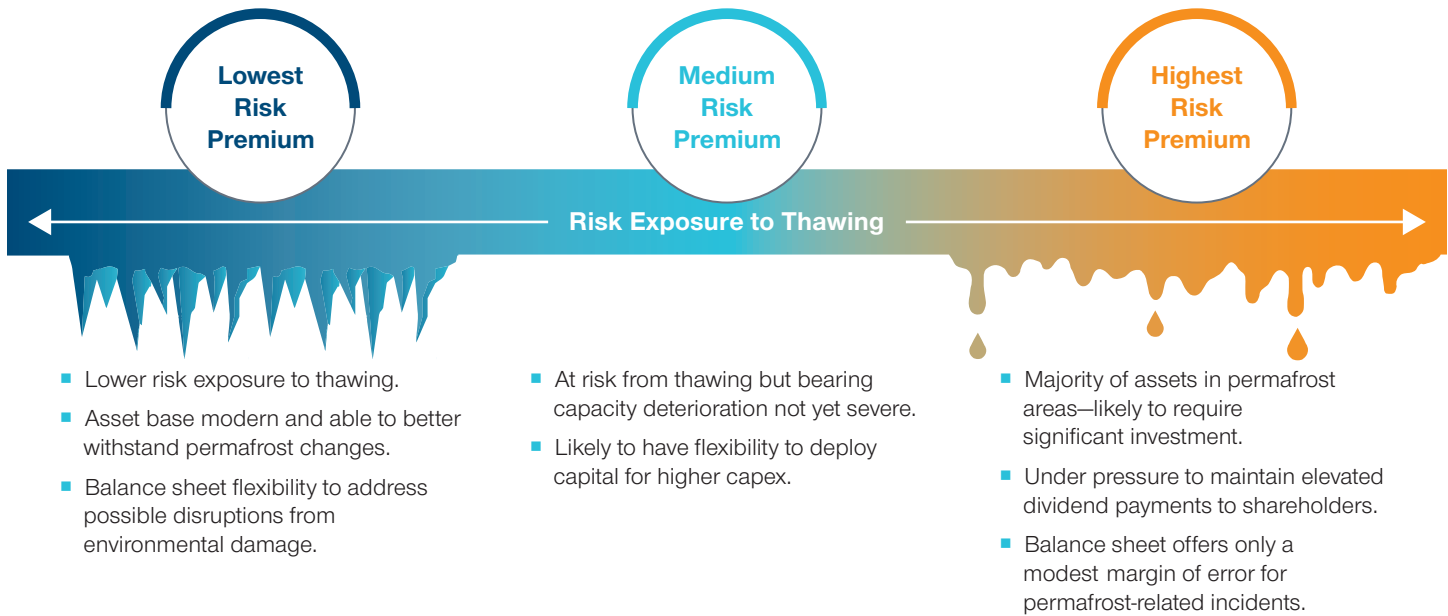 Lowest
Risk
Premium
Medium
Risk
Premium
Highest
Risk
Premium
Risk Exposure to Thawing
■ Lower risk exposure to thawing.
■ Asset base modern and able to better
withstand permafrost changes.
■ Balance sheet flexibility to address
possible disruptions from
environmental damage.
■ At risk from thawing but bearing
capacity deterioration not yet severe.
■ Likely to have flexibility to deploy
capital for higher capex.
■ Majority of assets in permafrost
areas—likely to require
significant investment.
■ Under pressure to maintain elevated
dividend payments to shareholders.
■ Balance sheet offers only a
modest margin of error for
permafrost-related incidents.